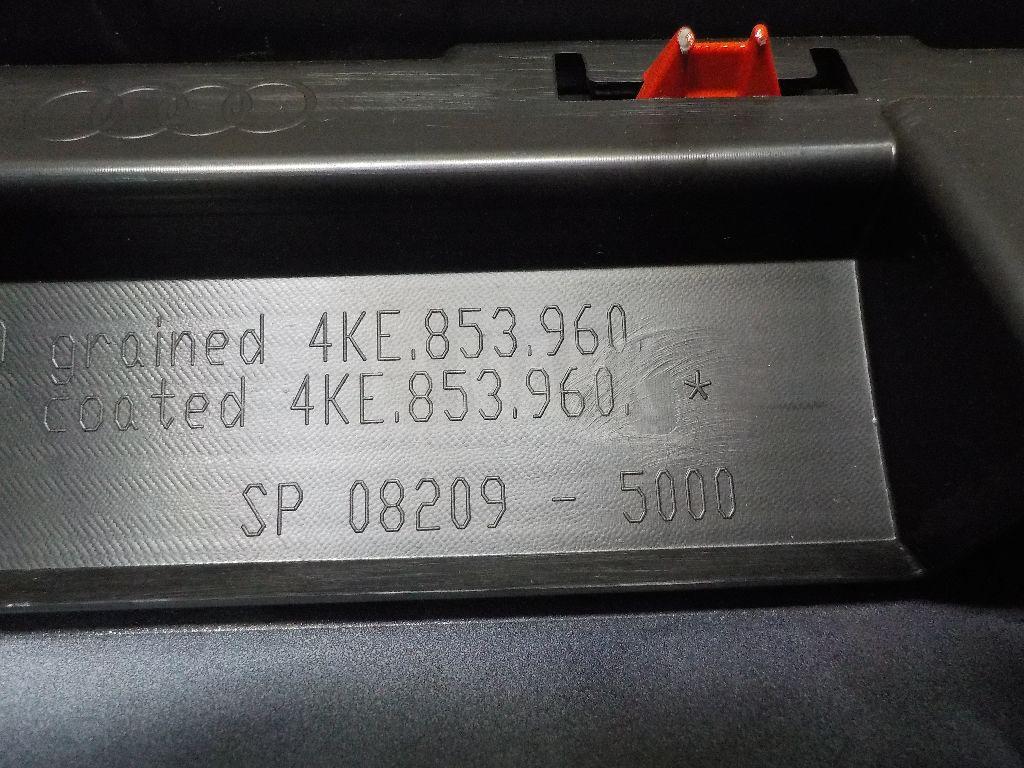 grained 4KE.853.960.
coated 4KE.853.960. *
SP 08209 - 5000